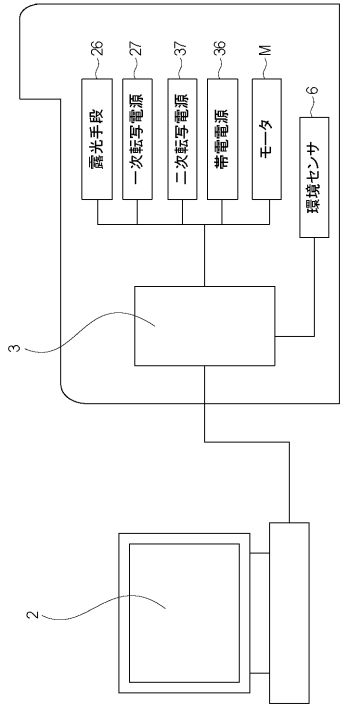 露光手段 26
一次転写電源 27
二次転写電源 37
帯電電源 36
モータ M
環境センサ 6
3
2